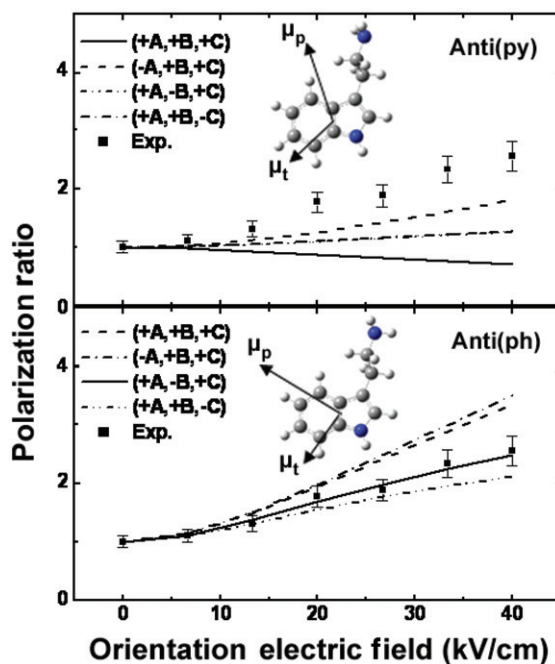 4
(+A,+B,+C)
(-A,+B,+C)
(+A,-B,+C)
(+A,+B,-C)
Exp.
μp
μt
Anti(py)
2
0
4
(+A,+B,+C)
(-A,+B,+C)
(+A,-B,+C)
(+A,+B,-C)
Exp.
μp
μt
Anti(ph)
2
0
Polarization ratio
0 10 20 30 40
Orientation electric field (kV/cm)